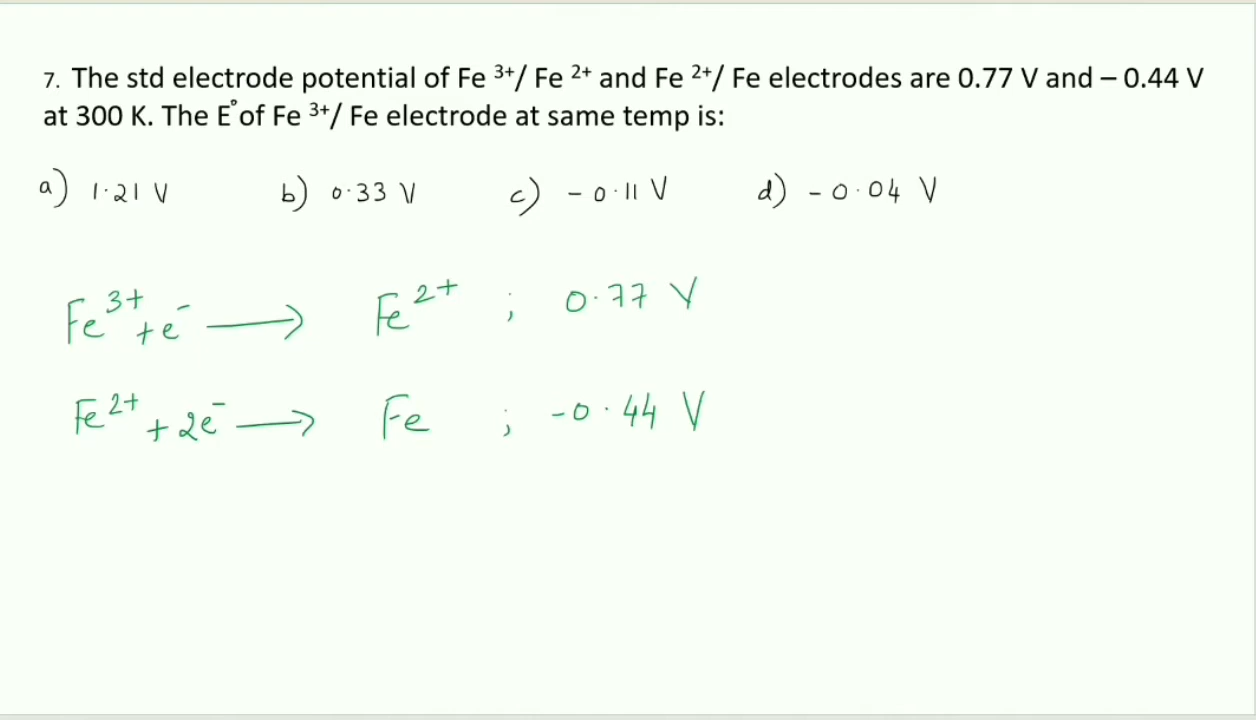 7. The std electrode potential of Fe ³⁺/ Fe ²⁺ and Fe ²⁺/ Fe electrodes are 0.77 V and – 0.44 V
at 300 K. The E° of Fe ³⁺/ Fe electrode at same temp is:
a) 1·21 V b) 0·33 V c) - 0·11 V d) - 0·04 V
Fe³⁺ + e⁻ ⟶ Fe²⁺ ; 0·77 V
Fe²⁺ + 2e⁻ ⟶ Fe ; -0·44 V